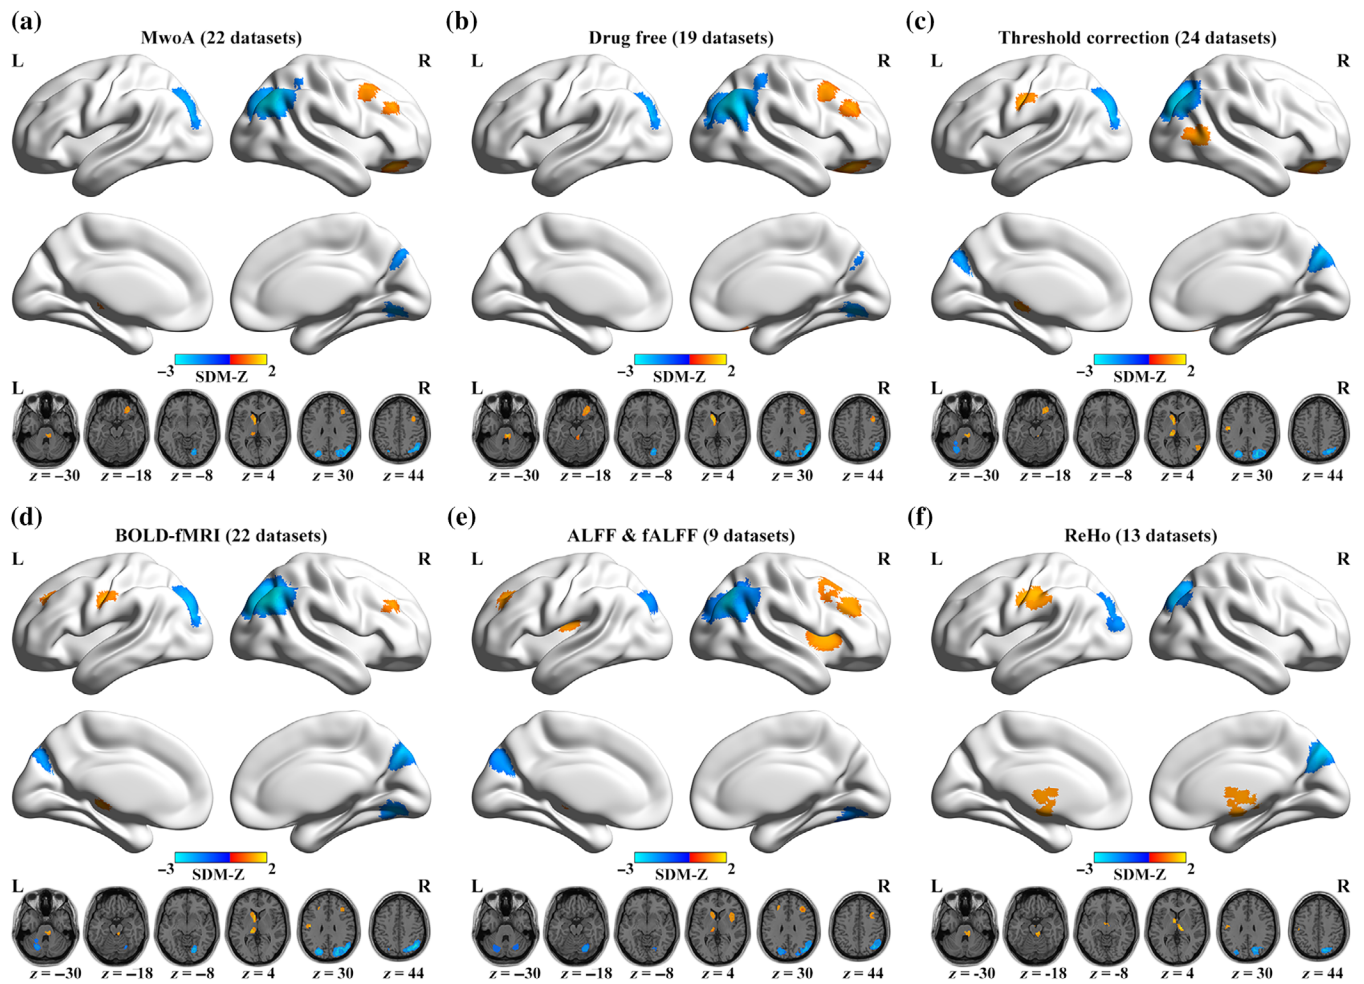 (a)
MwoA (22 datasets)
L
R
−3 2
SDM-Z
L
R
z = −30 z = −18 z = −8 z = 4 z = 30 z = 44
(b)
Drug free (19 datasets)
L
R
−3 2
SDM-Z
L
R
z = −30 z = −18 z = −8 z = 4 z = 30 z = 44
(c)
Threshold correction (24 datasets)
L
R
−3 2
SDM-Z
L
R
z = −30 z = −18 z = −8 z = 4 z = 30 z = 44
(d)
BOLD-fMRI (22 datasets)
L
R
−3 2
SDM-Z
L
R
z = −30 z = −18 z = −8 z = 4 z = 30 z = 44
(e)
ALFF & fALFF (9 datasets)
L
R
−3 2
SDM-Z
L
R
z = −30 z = −18 z = −8 z = 4 z = 30 z = 44
(f)
ReHo (13 datasets)
L
R
−3 2
SDM-Z
L
R
z = −30 z = −18 z = −8 z = 4 z = 30 z = 44